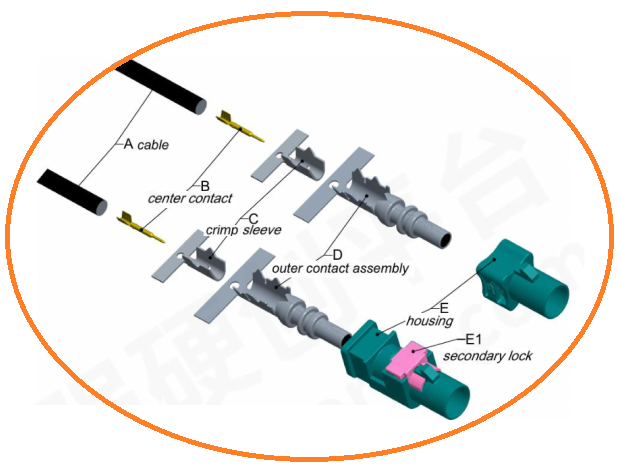 A cable
B
center contact
C
crimp sleeve
D
outer contact assembly
E
housing
E1
secondary lock